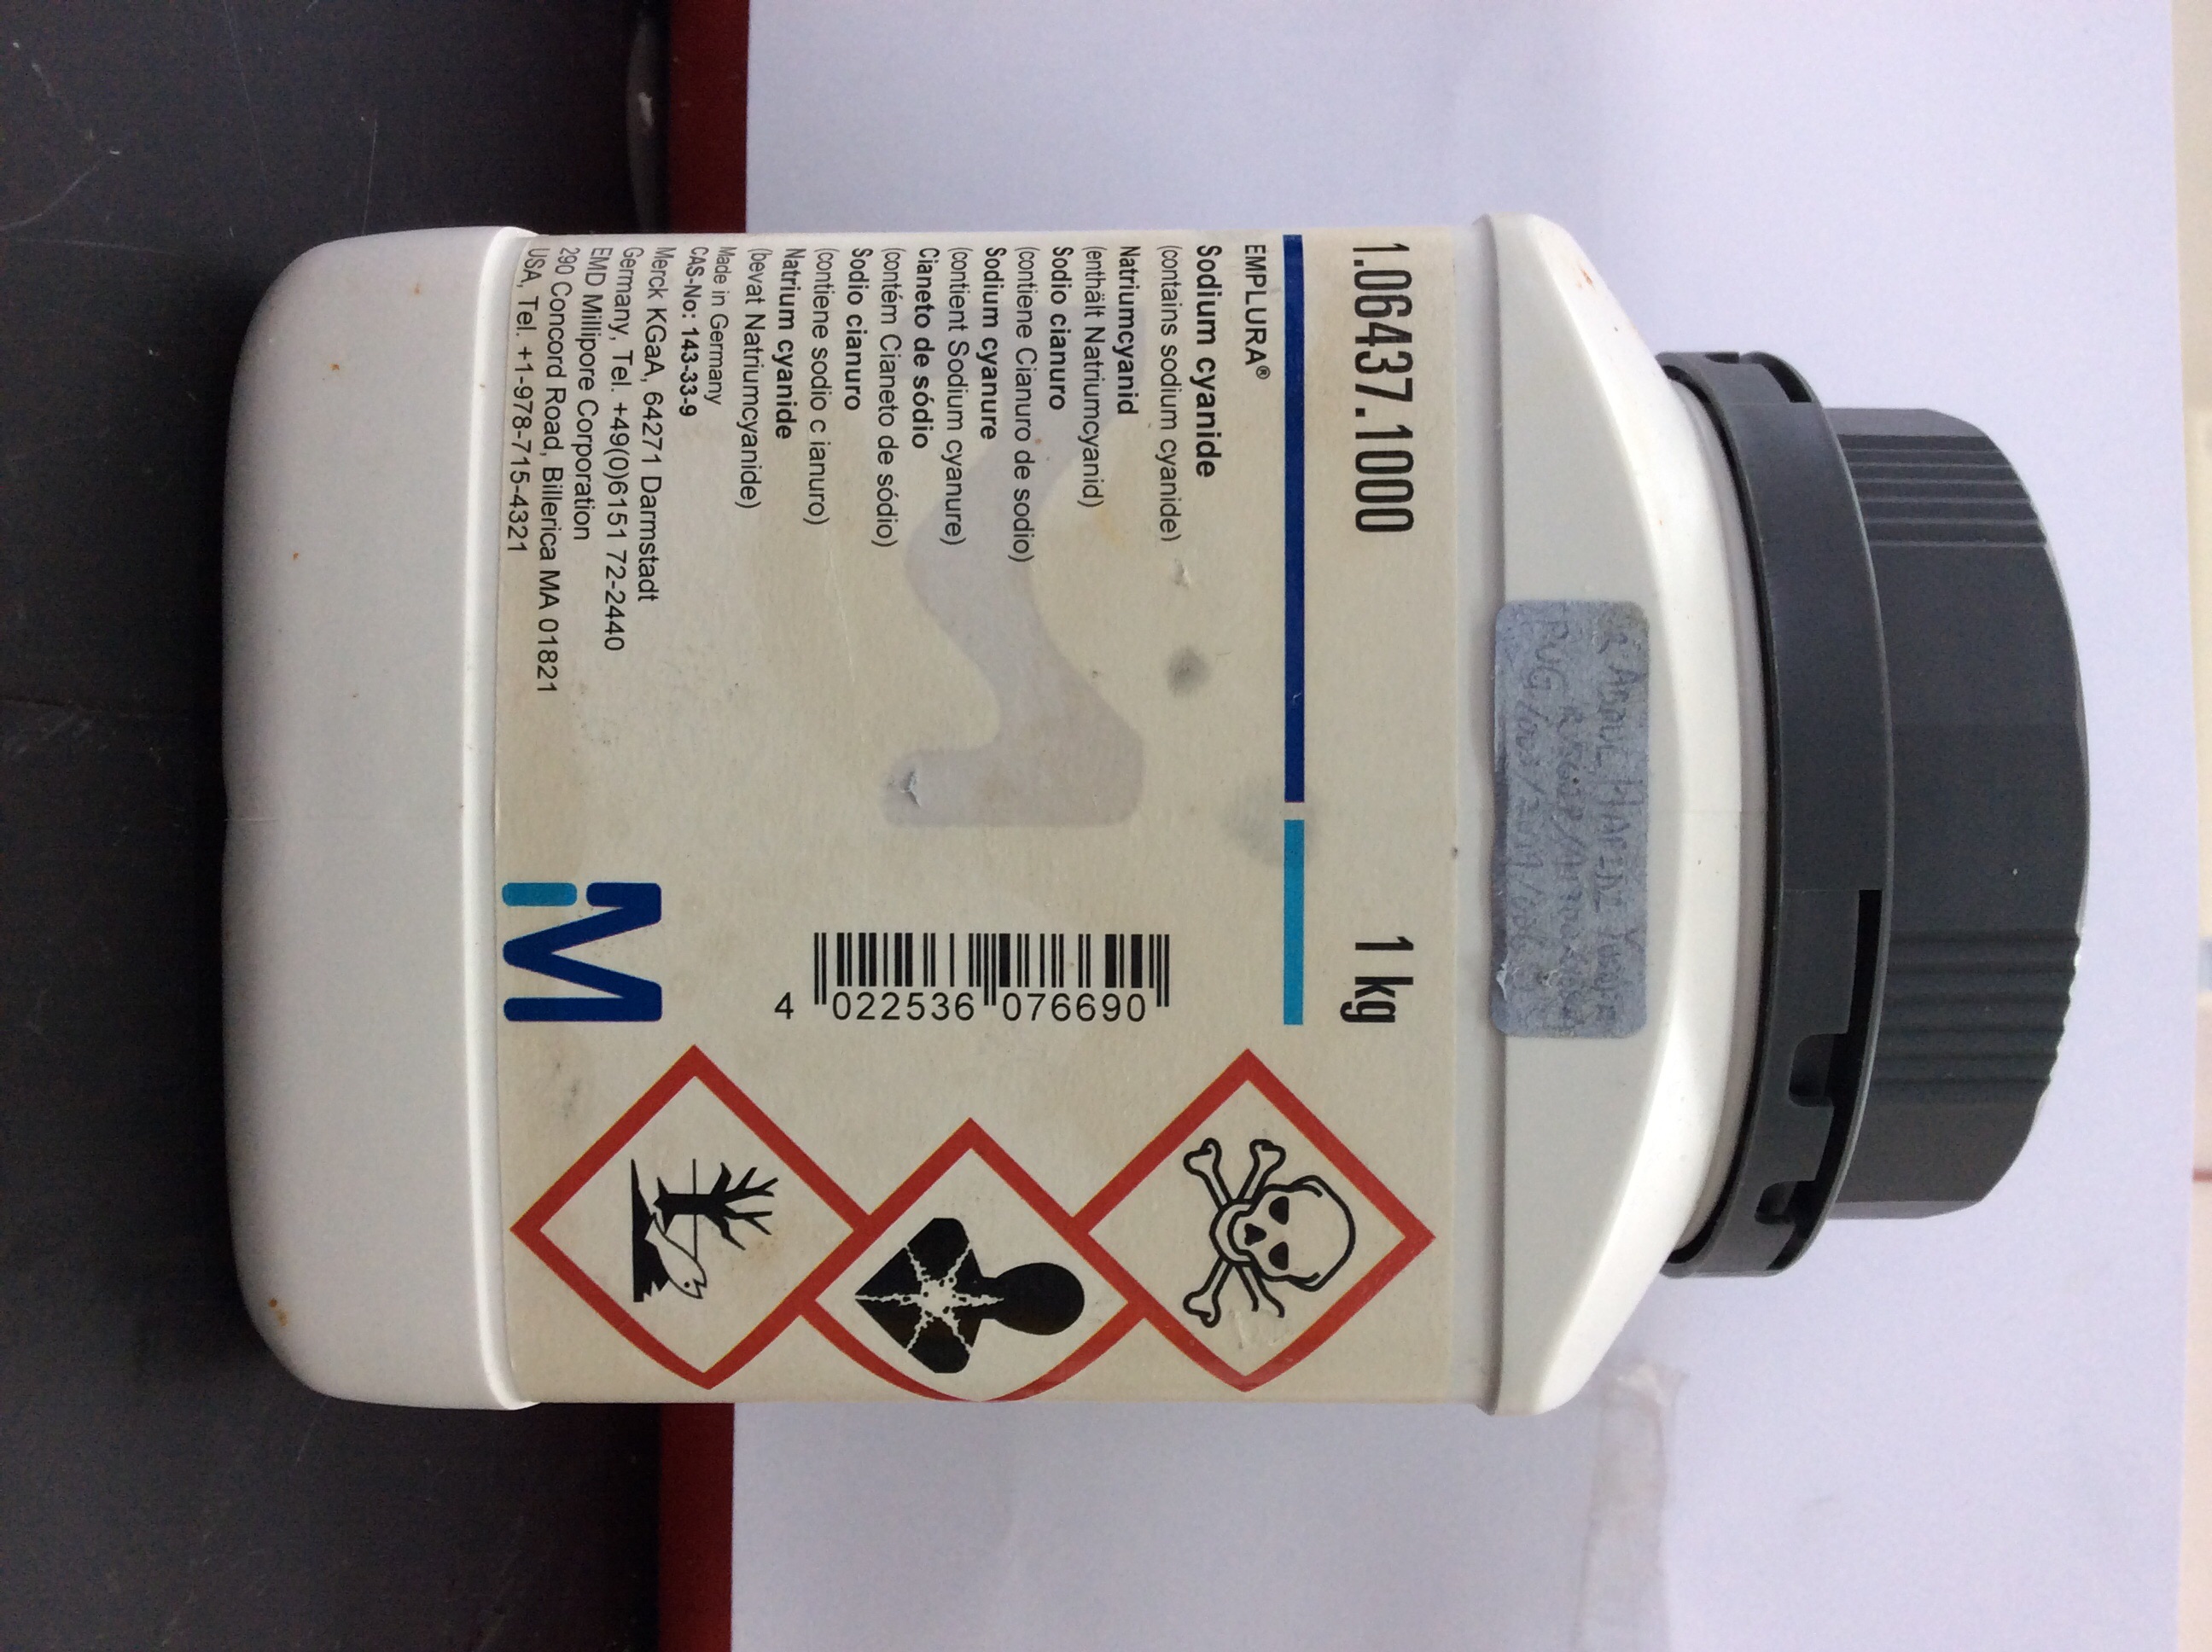 1.06437.1000 1 kg
EMPLURA®
Sodium cyanide
(contains sodium cyanide)
Natriumcyanid
(enthält Natriumcyanid)
Sodio cianuro
(contiene Cianuro de sodio)
Sodium cyanure
(contient Sodium cyanure)
Cianeto de sódio
(contém Cianeto de sódio)
Sodio cianuro
(contiene sodio c ianuro)
Natrium cyanide
(bevat Natriumcyanide)
Made in Germany
CAS-No: 143-33-9
Merck KGaA, 64271 Darmstadt
Germany, Tel. +49(0)6151 72-2440
EMD Millipore Corporation
290 Concord Road, Billerica MA 01821
USA, Tel. +1-978-715-4321
4 022536 076690
M